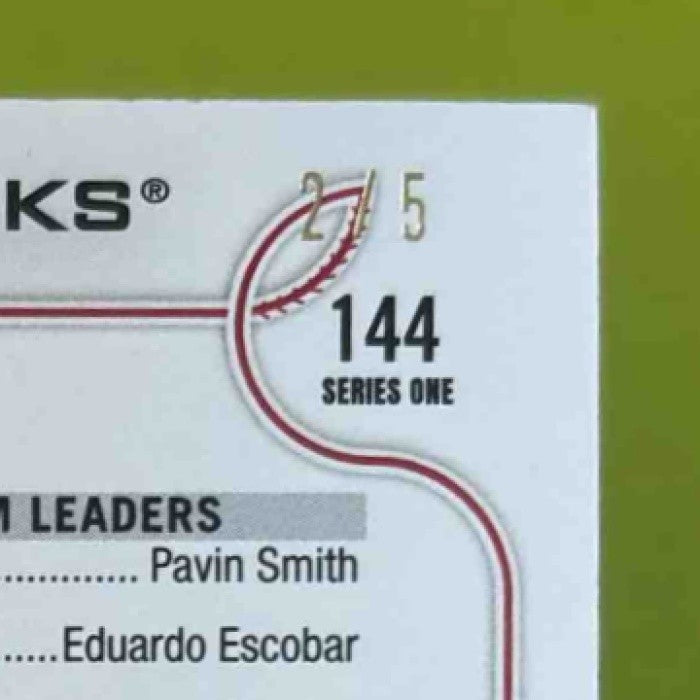 KS®
2/5
144
SERIES ONE
M LEADERS
............. Pavin Smith
.....Eduardo Escobar